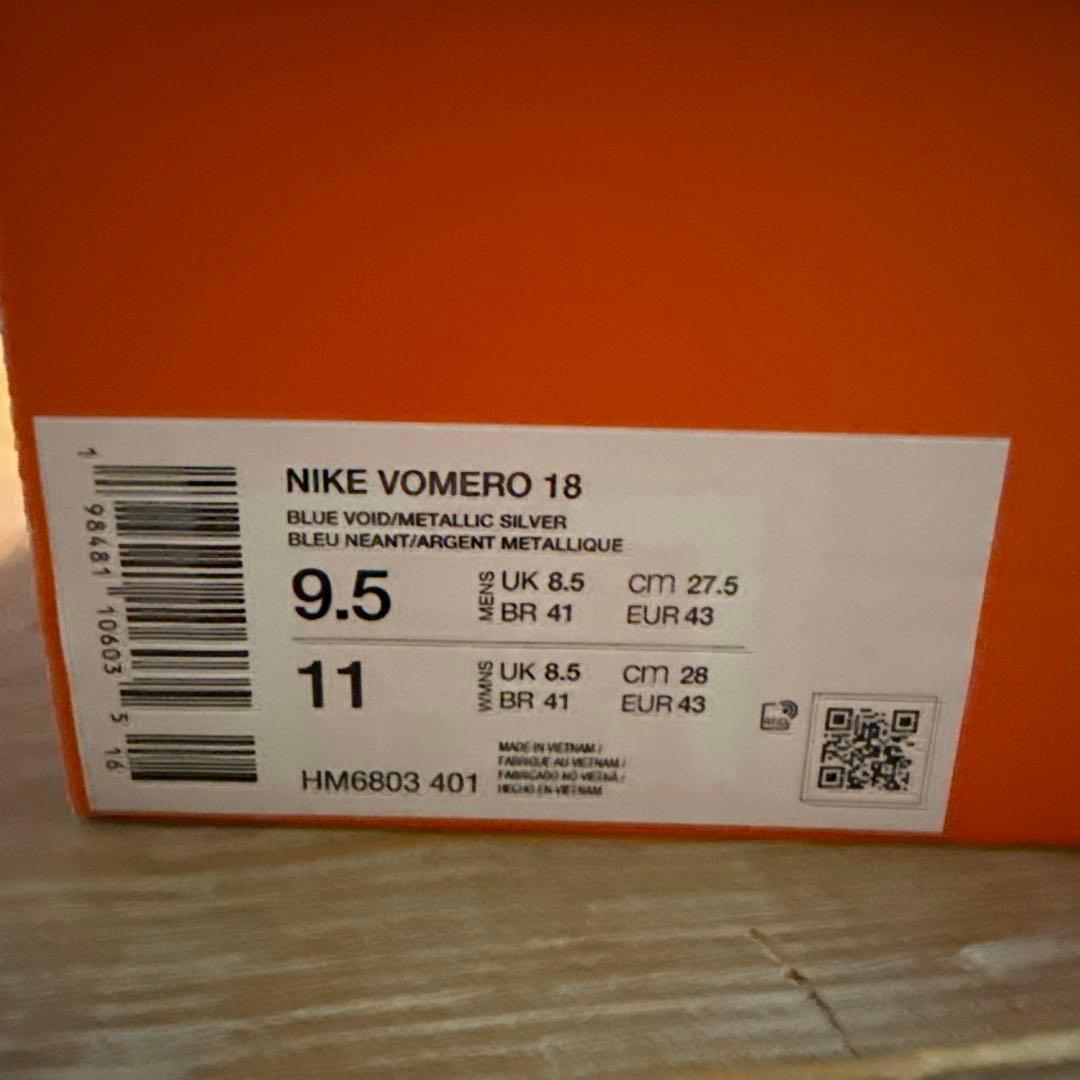 NIKE VOMERO 18
BLUE VOID/METALLIC SILVER
BLEU NEANT/ARGENT METALLIQUE
9.5 MENS UK 8.5 cm 27.5
BR 41 EUR 43
11 WMNS UK 8.5 cm 28
BR 41 EUR 43
HM6803 401
MADE IN VIETNAM /
FABRIQUE AU VIETNAM /
FABRICADO NO VIETNÃ /
HECHO EN VIETNAM
RFID
1 98481 10603 5 16